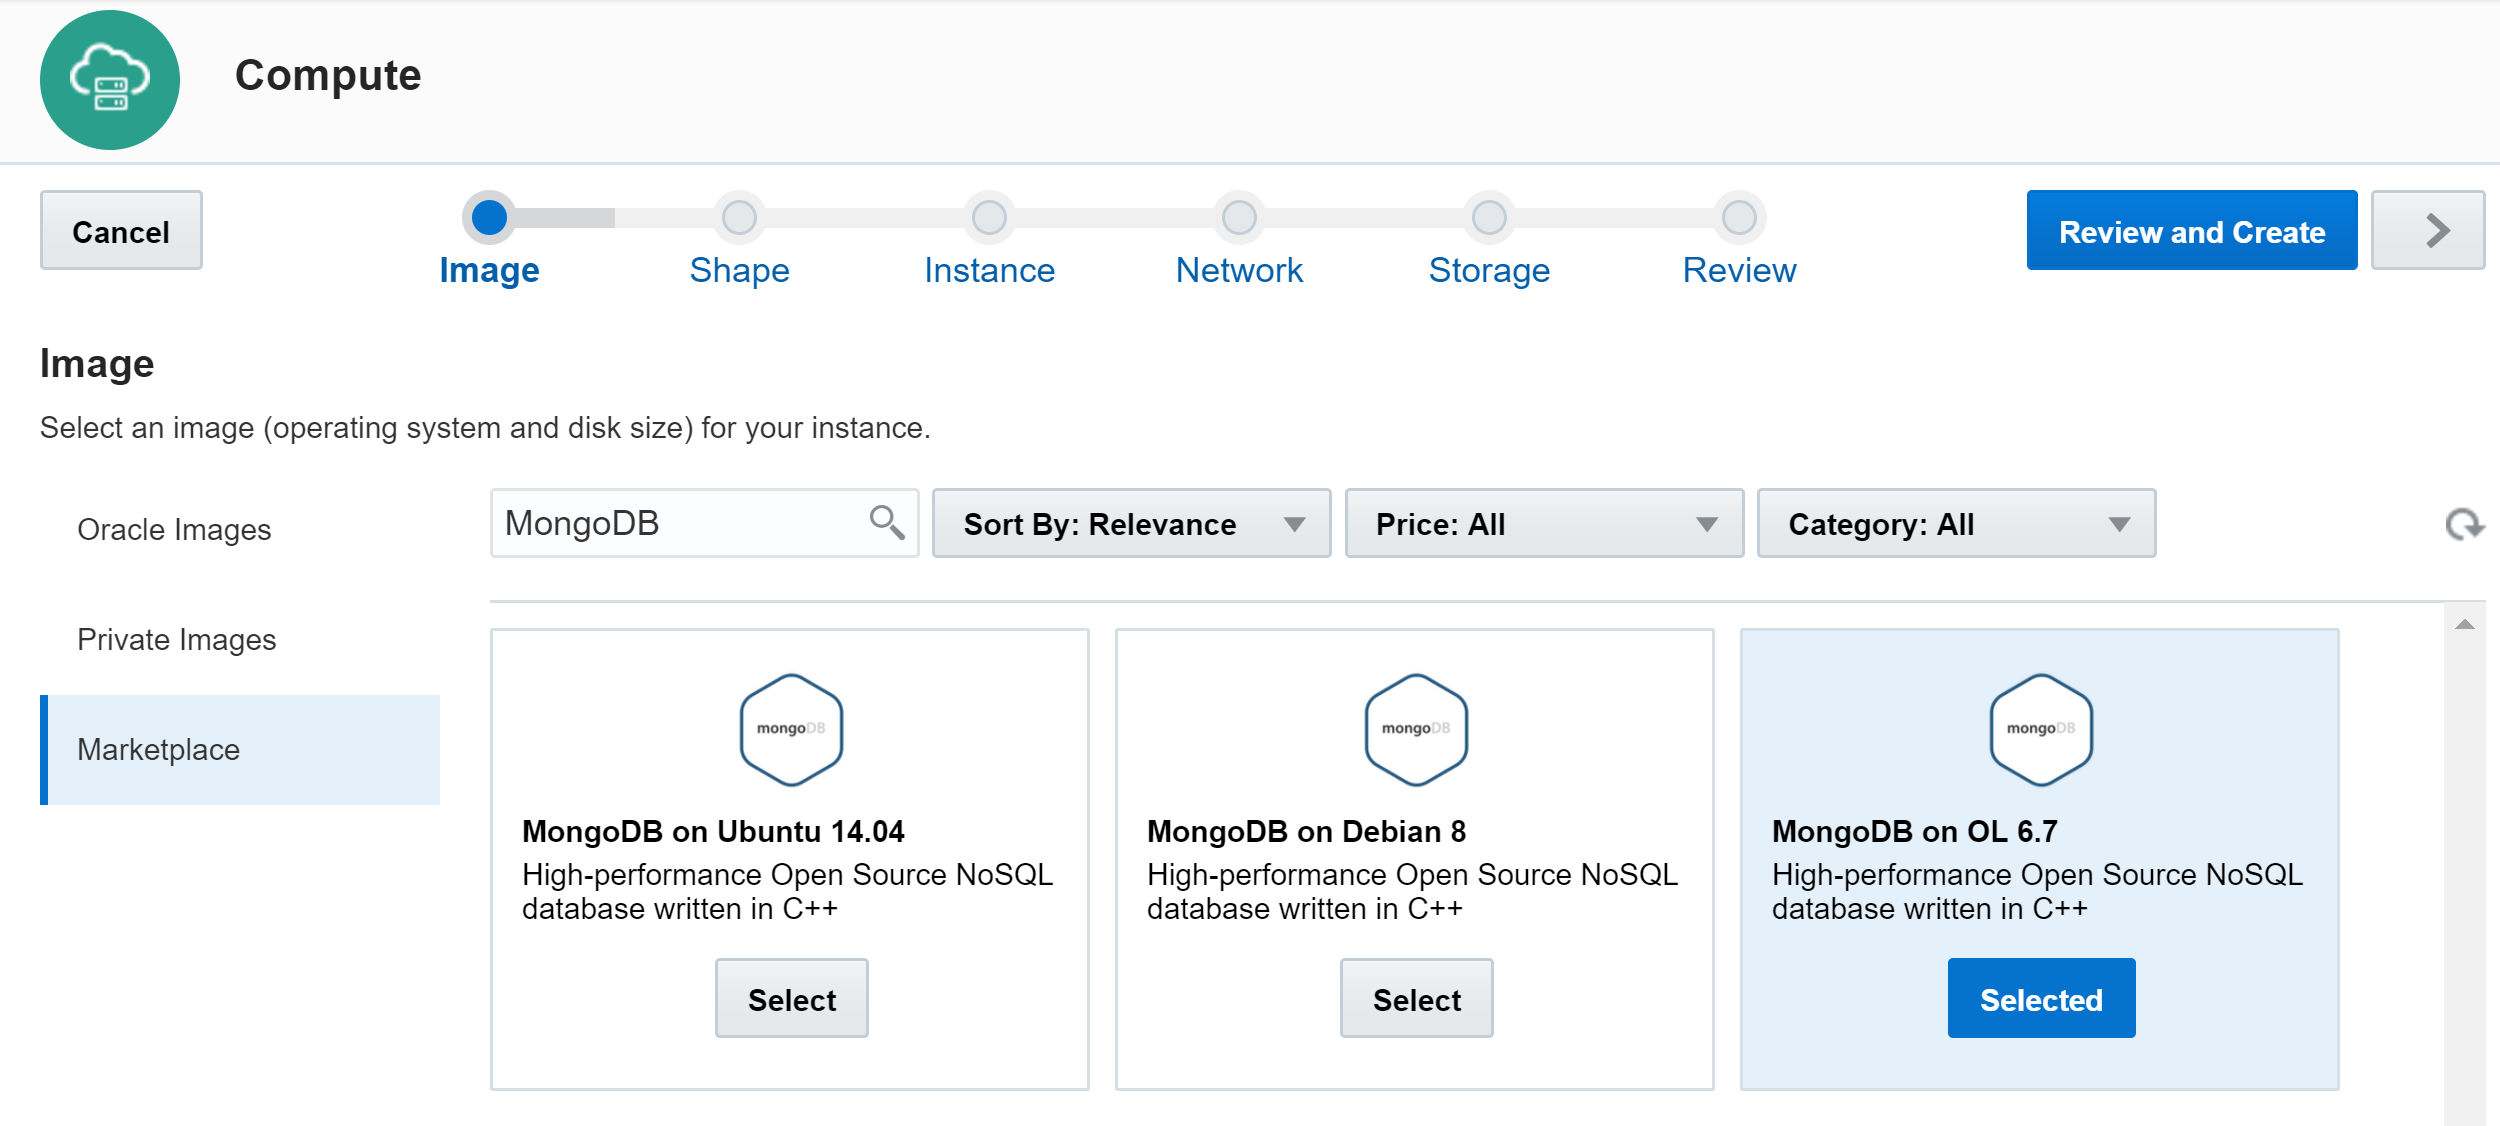 Compute
Cancel
Image
Shape
Instance
Network
Storage
Review
Review and Create
Image
Select an image (operating system and disk size) for your instance.
Oracle Images
Private Images
Marketplace
MongoDB
Sort By: Relevance
Price: All
Category: All
mongoDB
MongoDB on Ubuntu 14.04
High-performance Open Source NoSQL
database written in C++
Select
mongoDB
MongoDB on Debian 8
High-performance Open Source NoSQL
database written in C++
Select
mongoDB
MongoDB on OL 6.7
High-performance Open Source NoSQL
database written in C++
Selected